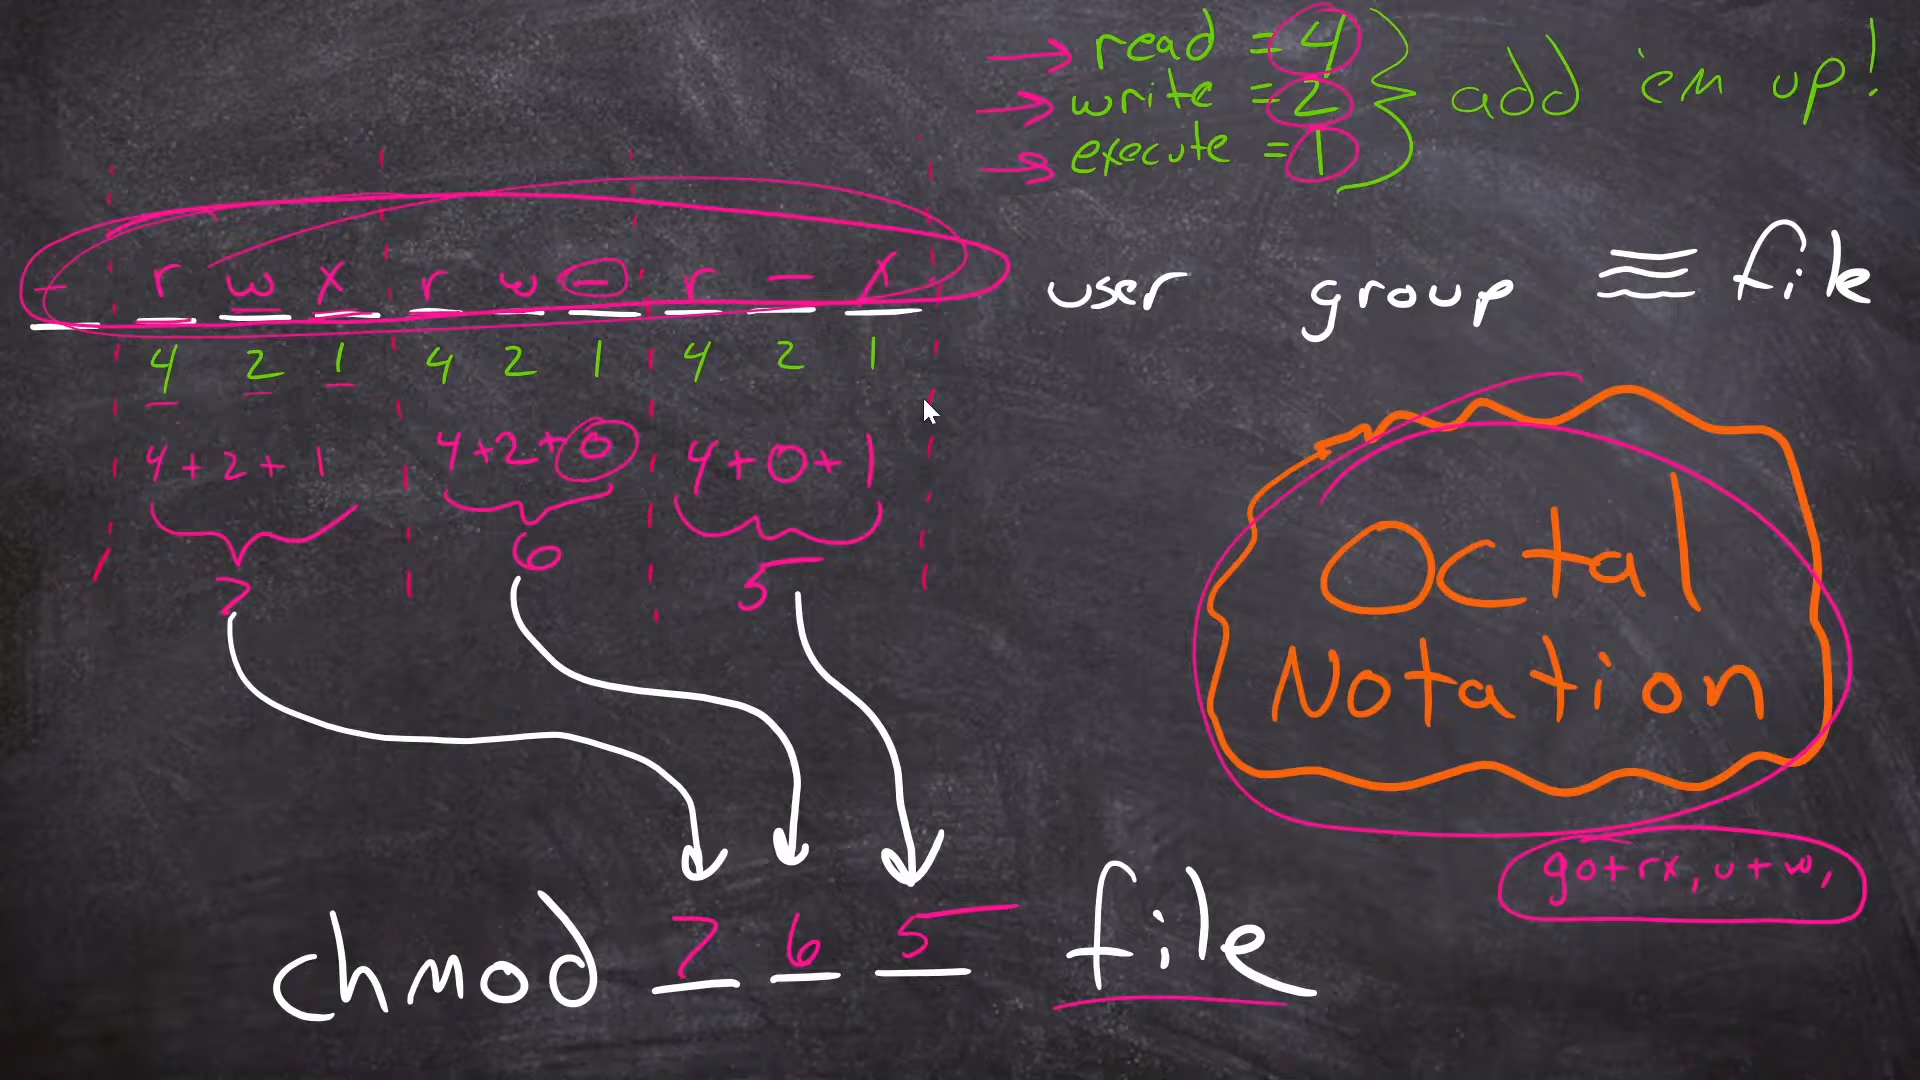 read = 4
write = 2
execute = 1
add 'em up!
- r w x r w - r - x
user group file
4 2 1 4 2 1 4 2 1
4 + 2 + 1 4+2+0 4+0+1
7 6 5
Octal
Notation
go+rx, u+w,
chmod 7 6 5 file